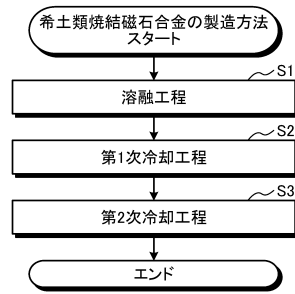 希土類焼結磁石合金の製造方法
スタート
S1
溶融工程
S2
第1次冷却工程
S3
第2次冷却工程
エンド